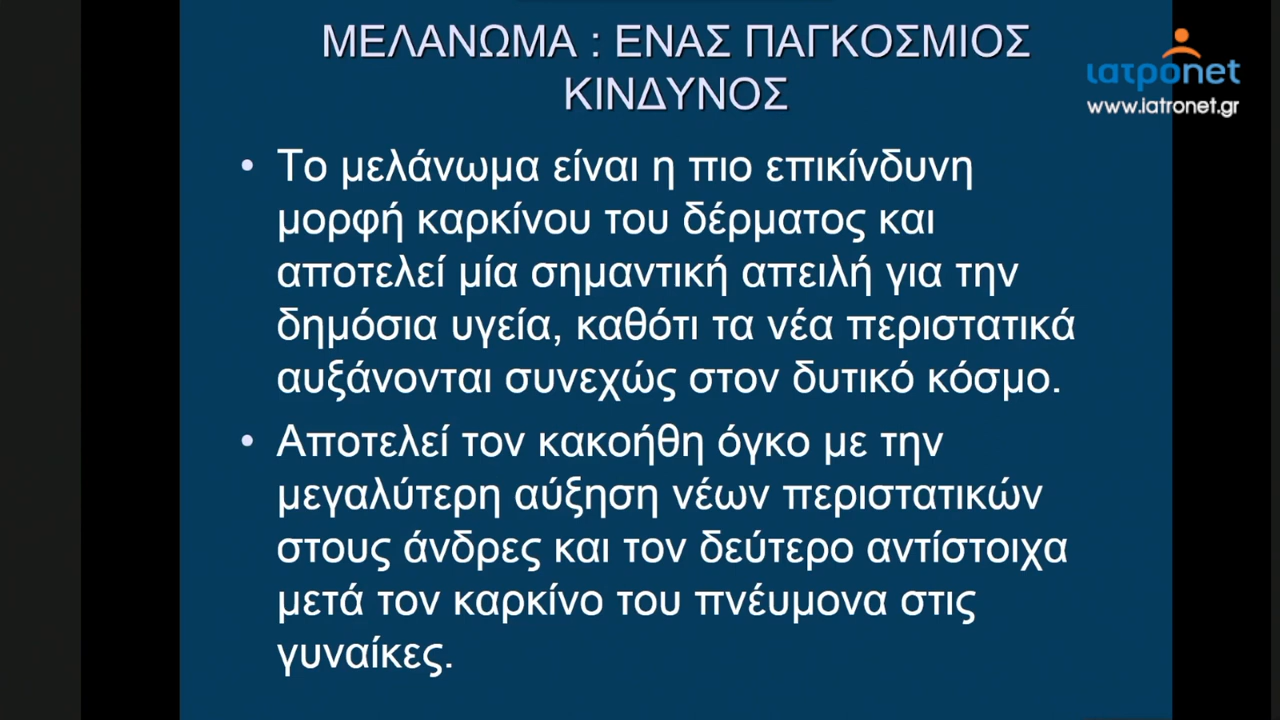 ΜΕΛΑΝΩΜΑ : ΕΝΑΣ ΠΑΓΚΟΣΜΙΟΣ
ΚΙΝΔΥΝΟΣ
ιατροnet
www.iatronet.gr
• Το μελάνωμα είναι η πιο επικίνδυνη
μορφή καρκίνου του δέρματος και
αποτελεί μία σημαντική απειλή για την
δημόσια υγεία, καθότι τα νέα περιστατικά
αυξάνονται συνεχώς στον δυτικό κόσμο.
• Αποτελεί τον κακοήθη όγκο με την
μεγαλύτερη αύξηση νέων περιστατικών
στους άνδρες και τον δεύτερο αντίστοιχα
μετά τον καρκίνο του πνέυμονα στις
γυναίκες.